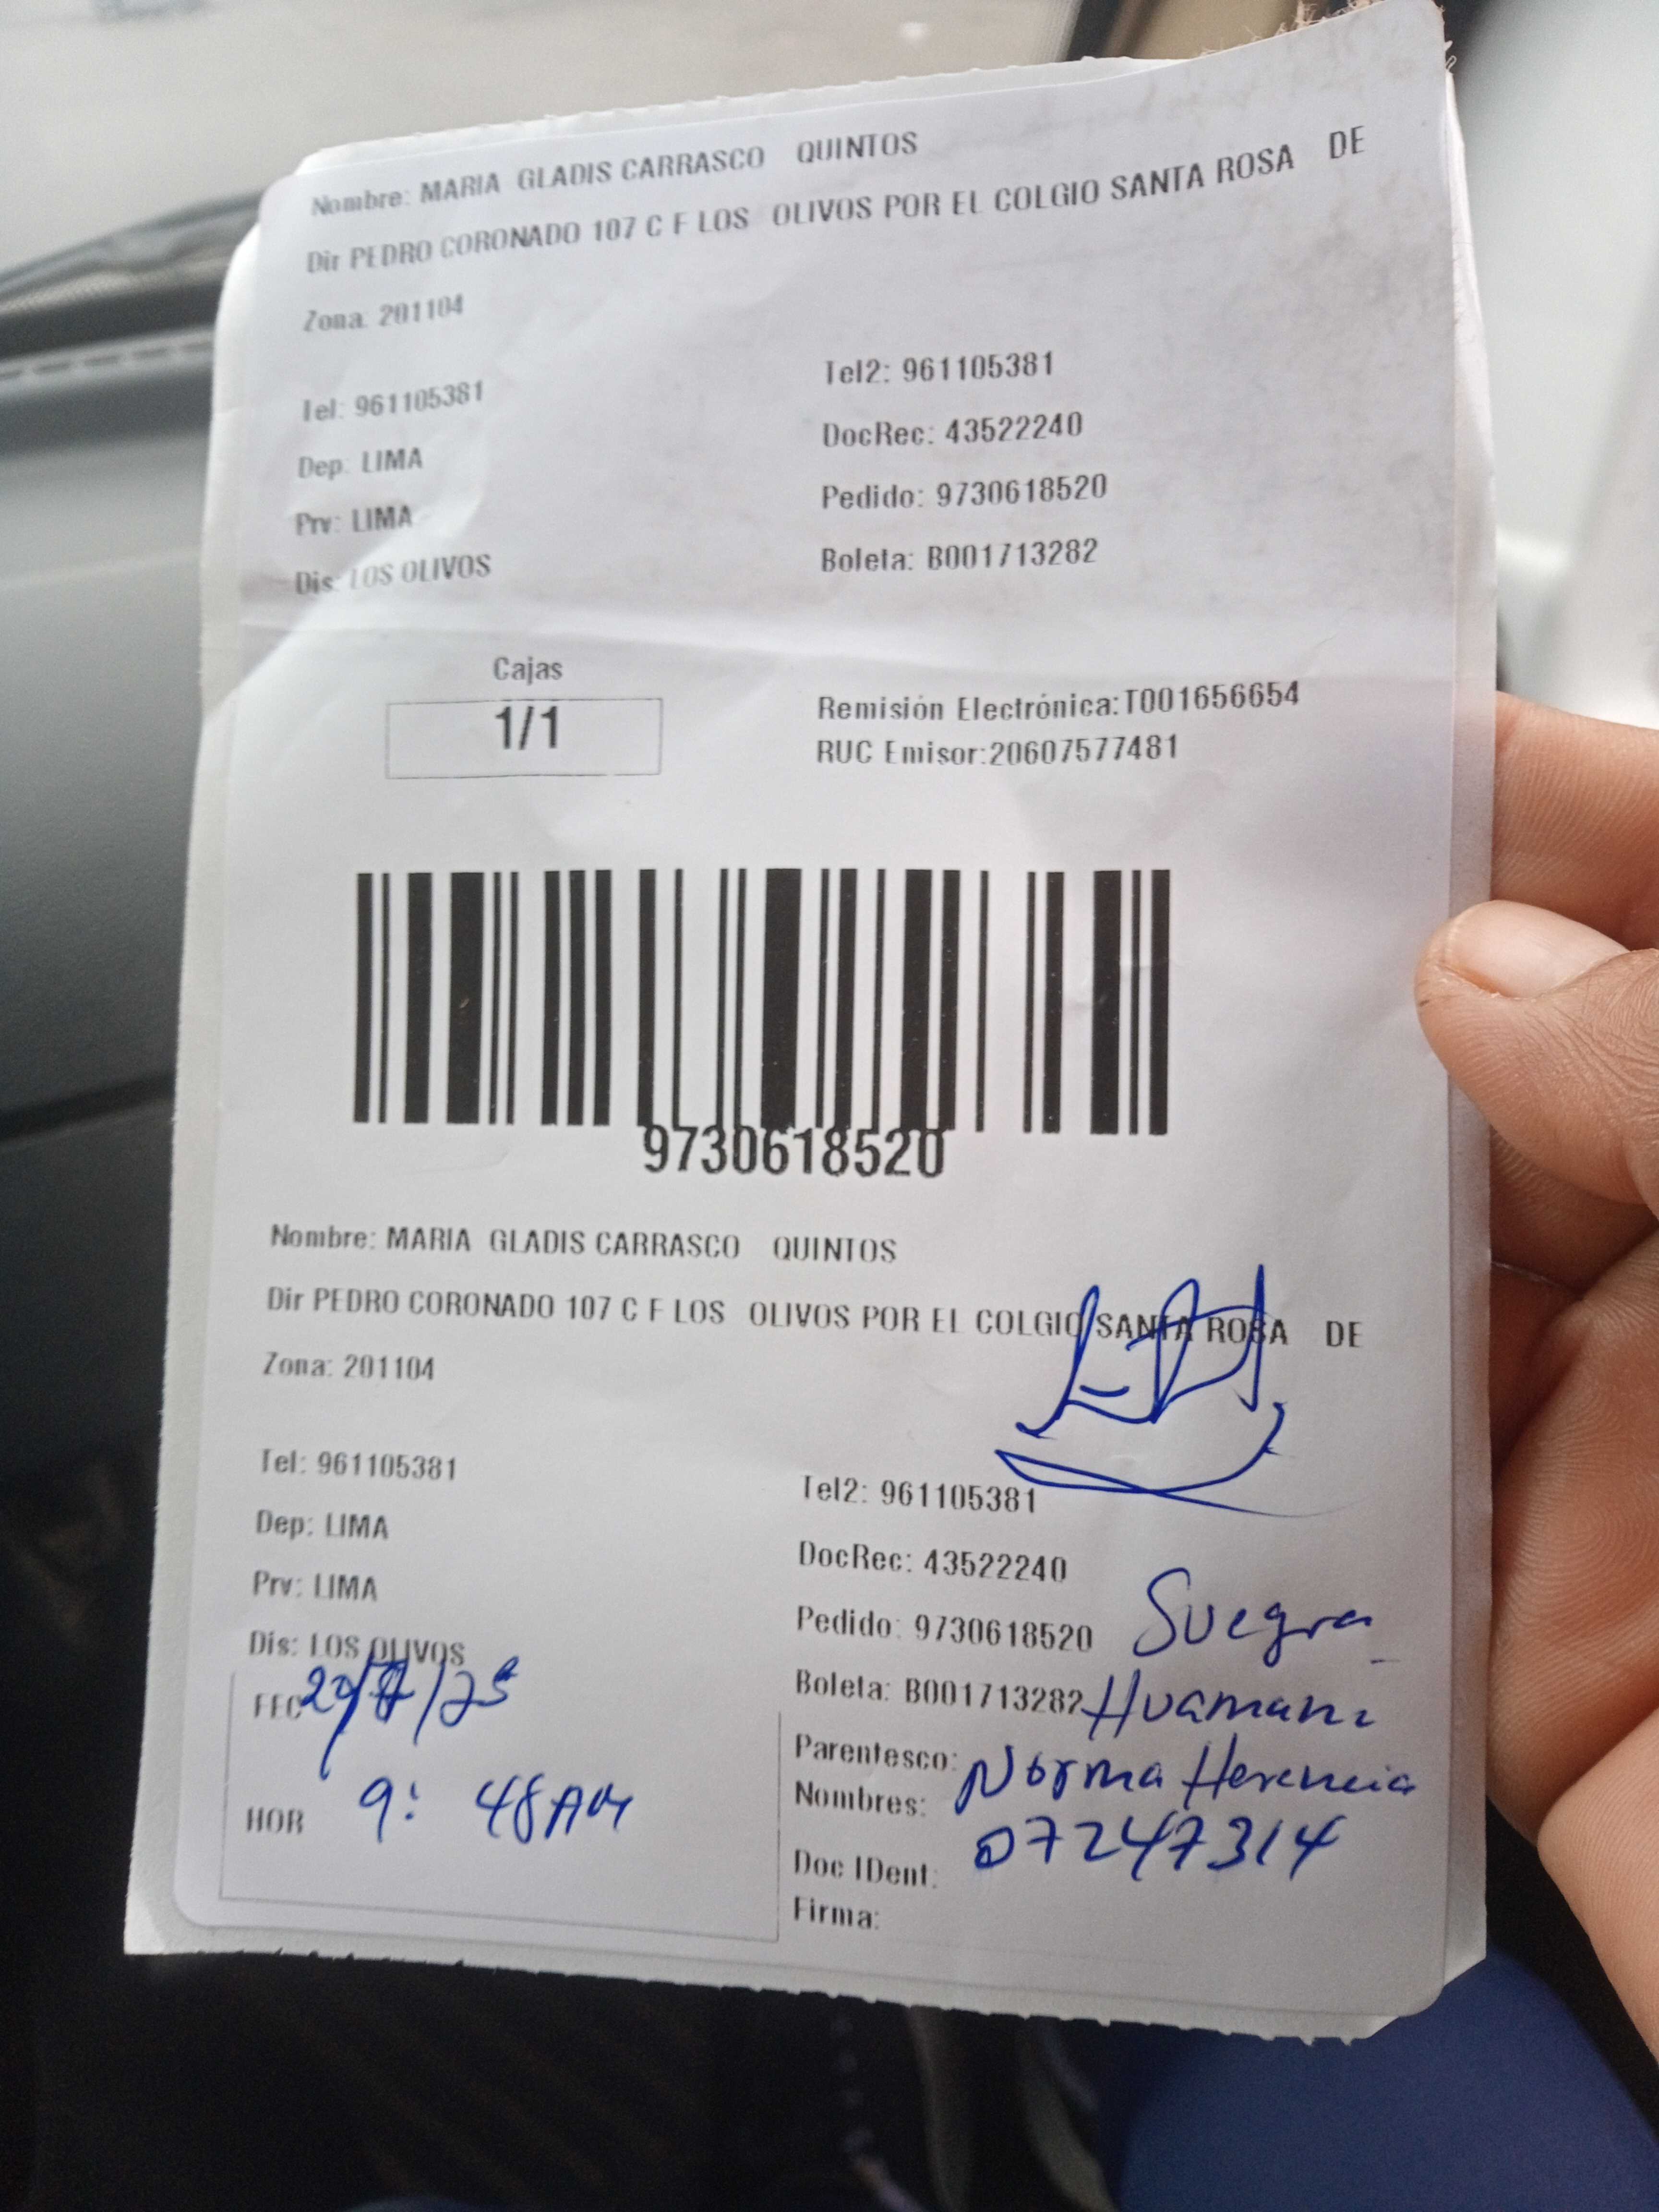 Nombre: MARIA GLADIS CARRASCO QUINTOS
Dir PEDRO CORONADO 107 C F LOS OLIVOS POR EL COLGIO SANTA ROSA DE
Zona: 201104
Tel: 961105381 Tel2: 961105381
Dep: LIMA DocRec: 43522240
Prv: LIMA Pedido: 9730618520
Dis: LOS OLIVOS Boleta: B001713282
Cajas
1/1
Remisión Electrónica:T001656654
RUC Emisor:20607577481
9730618520
Nombre: MARIA GLADIS CARRASCO QUINTOS
Dir PEDRO CORONADO 107 C F LOS OLIVOS POR EL COLGIO SANTA ROSA DE
Zona: 201104
Tel: 961105381 Tel2: 961105381
Dep: LIMA DocRec: 43522240
Prv: LIMA Pedido: 9730618520 Suegra
Dis: LOS OLIVOS Boleta: B001713282 Huamani
FEC
Parentesco:
Nombres: Norma Herencia
HOR 9:48AM
Doc IDent: 07247314
Firma: